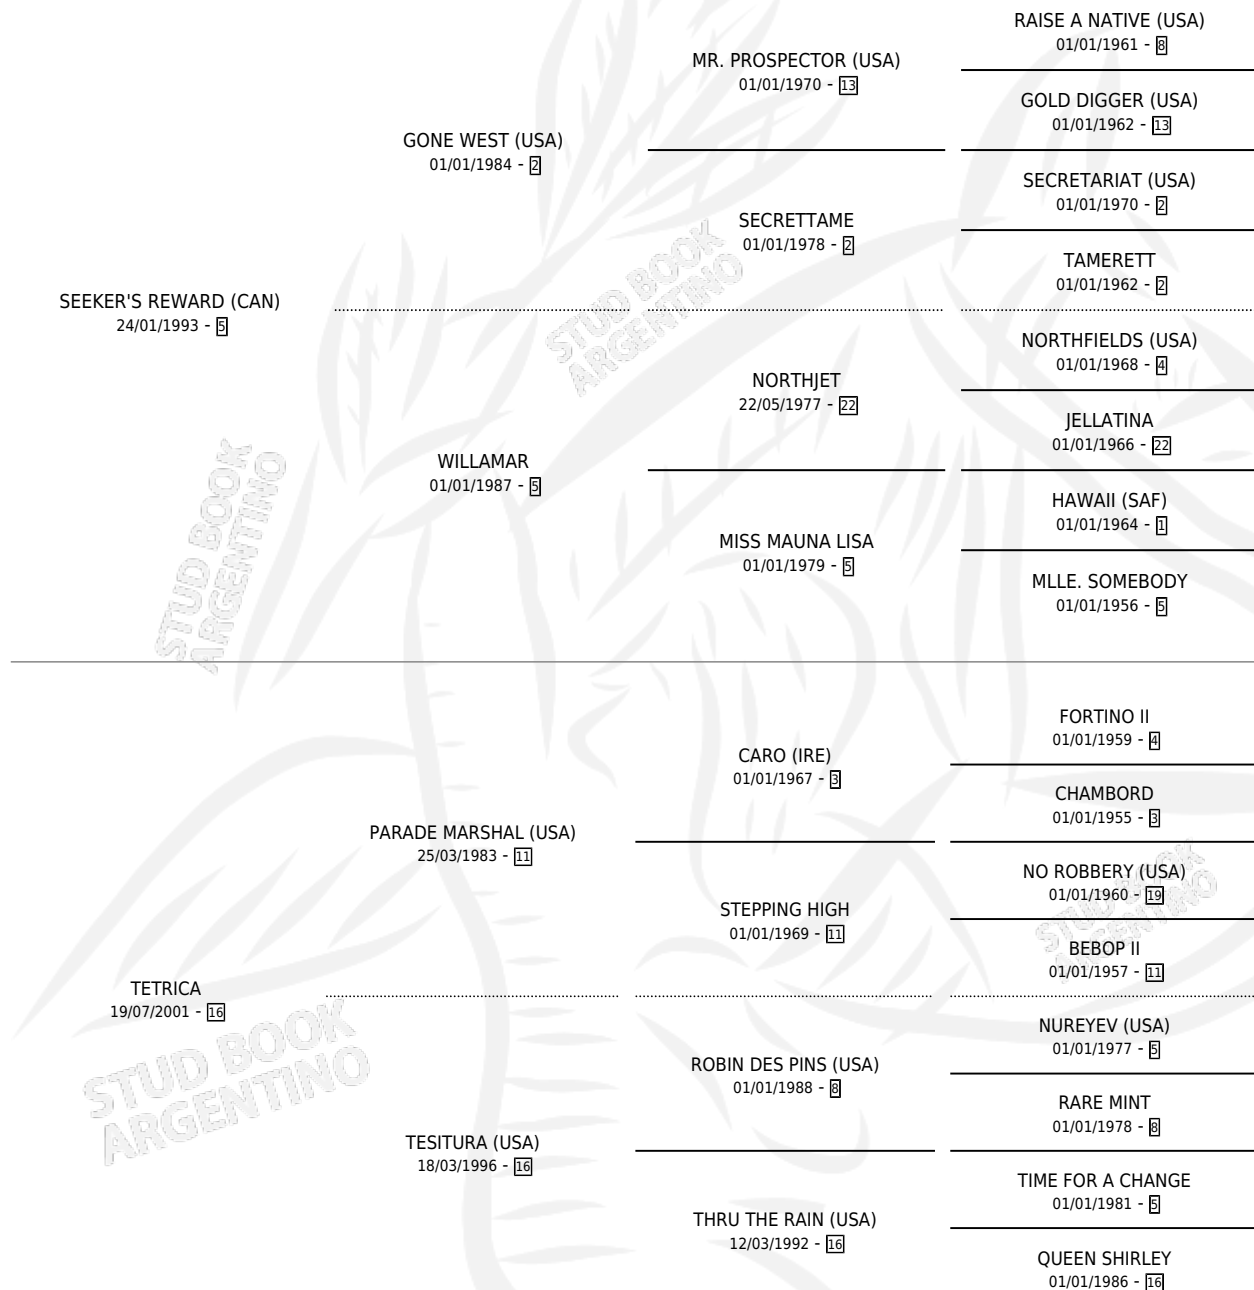 RAISE A NATIVE (USA)
01/01/1961 - 8
MR. PROSPECTOR (USA)
01/01/1970 - 13
GOLD DIGGER (USA)
01/01/1962 - 13
GONE WEST (USA)
01/01/1984 - 2
SECRETARIAT (USA)
01/01/1970 - 2
SECRETTAME
01/01/1978 - 2
TAMERETT
01/01/1962 - 2
SEEKER'S REWARD (CAN)
24/01/1993 - 5
NORTHFIELDS (USA)
01/01/1968 - 4
NORTHJET
22/05/1977 - 22
JELLATINA
01/01/1966 - 22
WILLAMAR
01/01/1987 - 5
HAWAII (SAF)
01/01/1964 - 1
MISS MAUNA LISA
01/01/1979 - 5
MLLE. SOMEBODY
01/01/1956 - 5
FORTINO II
01/01/1959 - 4
CARO (IRE)
01/01/1967 - 3
CHAMBORD
01/01/1955 - 3
PARADE MARSHAL (USA)
25/03/1983 - 11
NO ROBBERY (USA)
01/01/1960 - 19
STEPPING HIGH
01/01/1969 - 11
BEBOP II
01/01/1957 - 11
TETRICA
19/07/2001 - 16
NUREYEV (USA)
01/01/1977 - 5
ROBIN DES PINS (USA)
01/01/1988 - 8
RARE MINT
01/01/1978 - 8
TESITURA (USA)
18/03/1996 - 16
TIME FOR A CHANGE
01/01/1981 - 5
THRU THE RAIN (USA)
12/03/1992 - 16
QUEEN SHIRLEY
01/01/1986 - 16
STUD BOOK
ARGENTINO
STUD BOOK
ARGENTINO
STUD BOOK
ARGENTINO
STUD BOOK
ARGENTINO